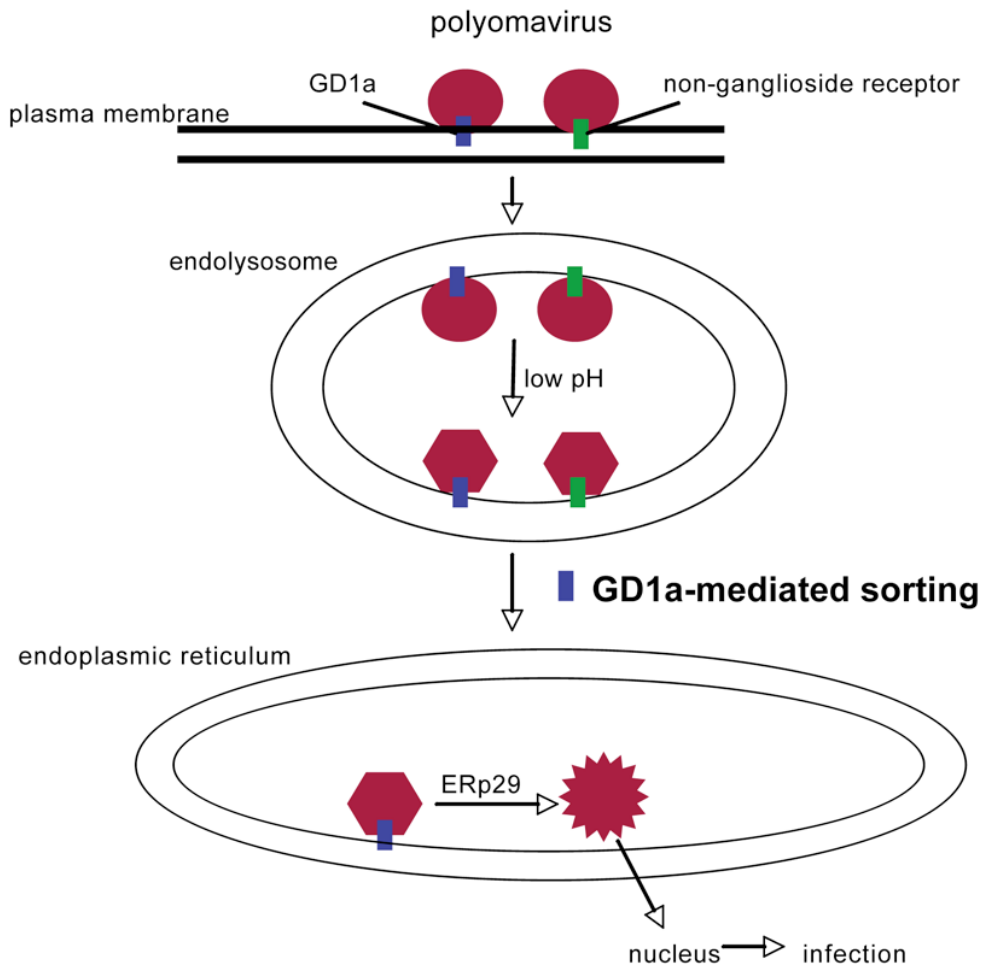 polyomavirus
GD1a
non-ganglioside receptor
plasma membrane
endolysosome
low pH
GD1a-mediated sorting
endoplasmic reticulum
ERp29
nucleus
infection